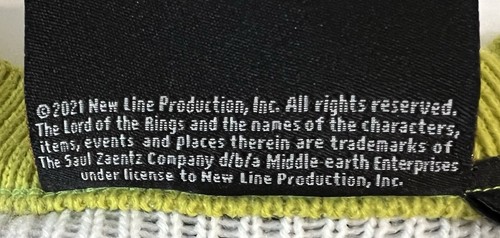 ©2021 New Line Production, Inc. All rights reserved.
The Lord of the Rings and the names of the characters,
items, events and places therein are trademarks of
The Saul Zaentz Company d/b/a Middle-earth Enterprises
under license to New Line Production, Inc.